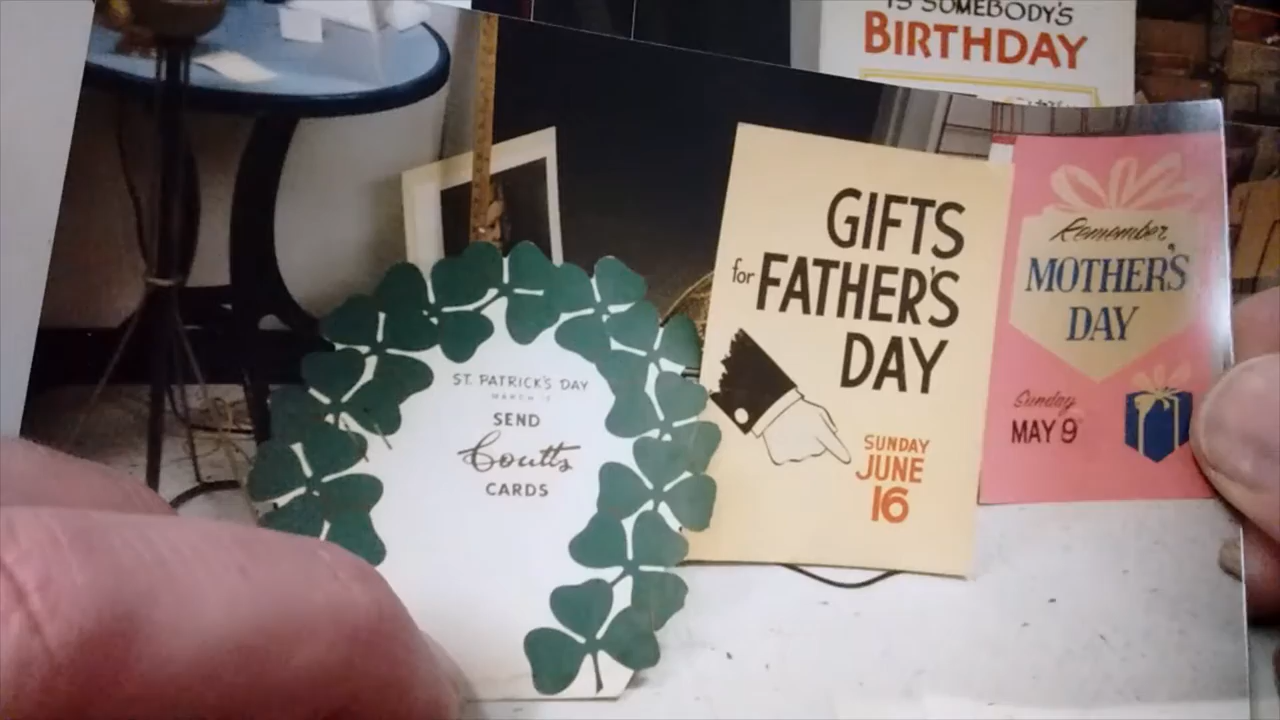 IS SOMEBODY'S
BIRTHDAY
GIFTS
for FATHER'S
DAY
SUNDAY
JUNE
16
Remember
MOTHER'S
DAY
Sunday
MAY 9
ST. PATRICK'S DAY
MARCH
SEND
Coutts
CARDS